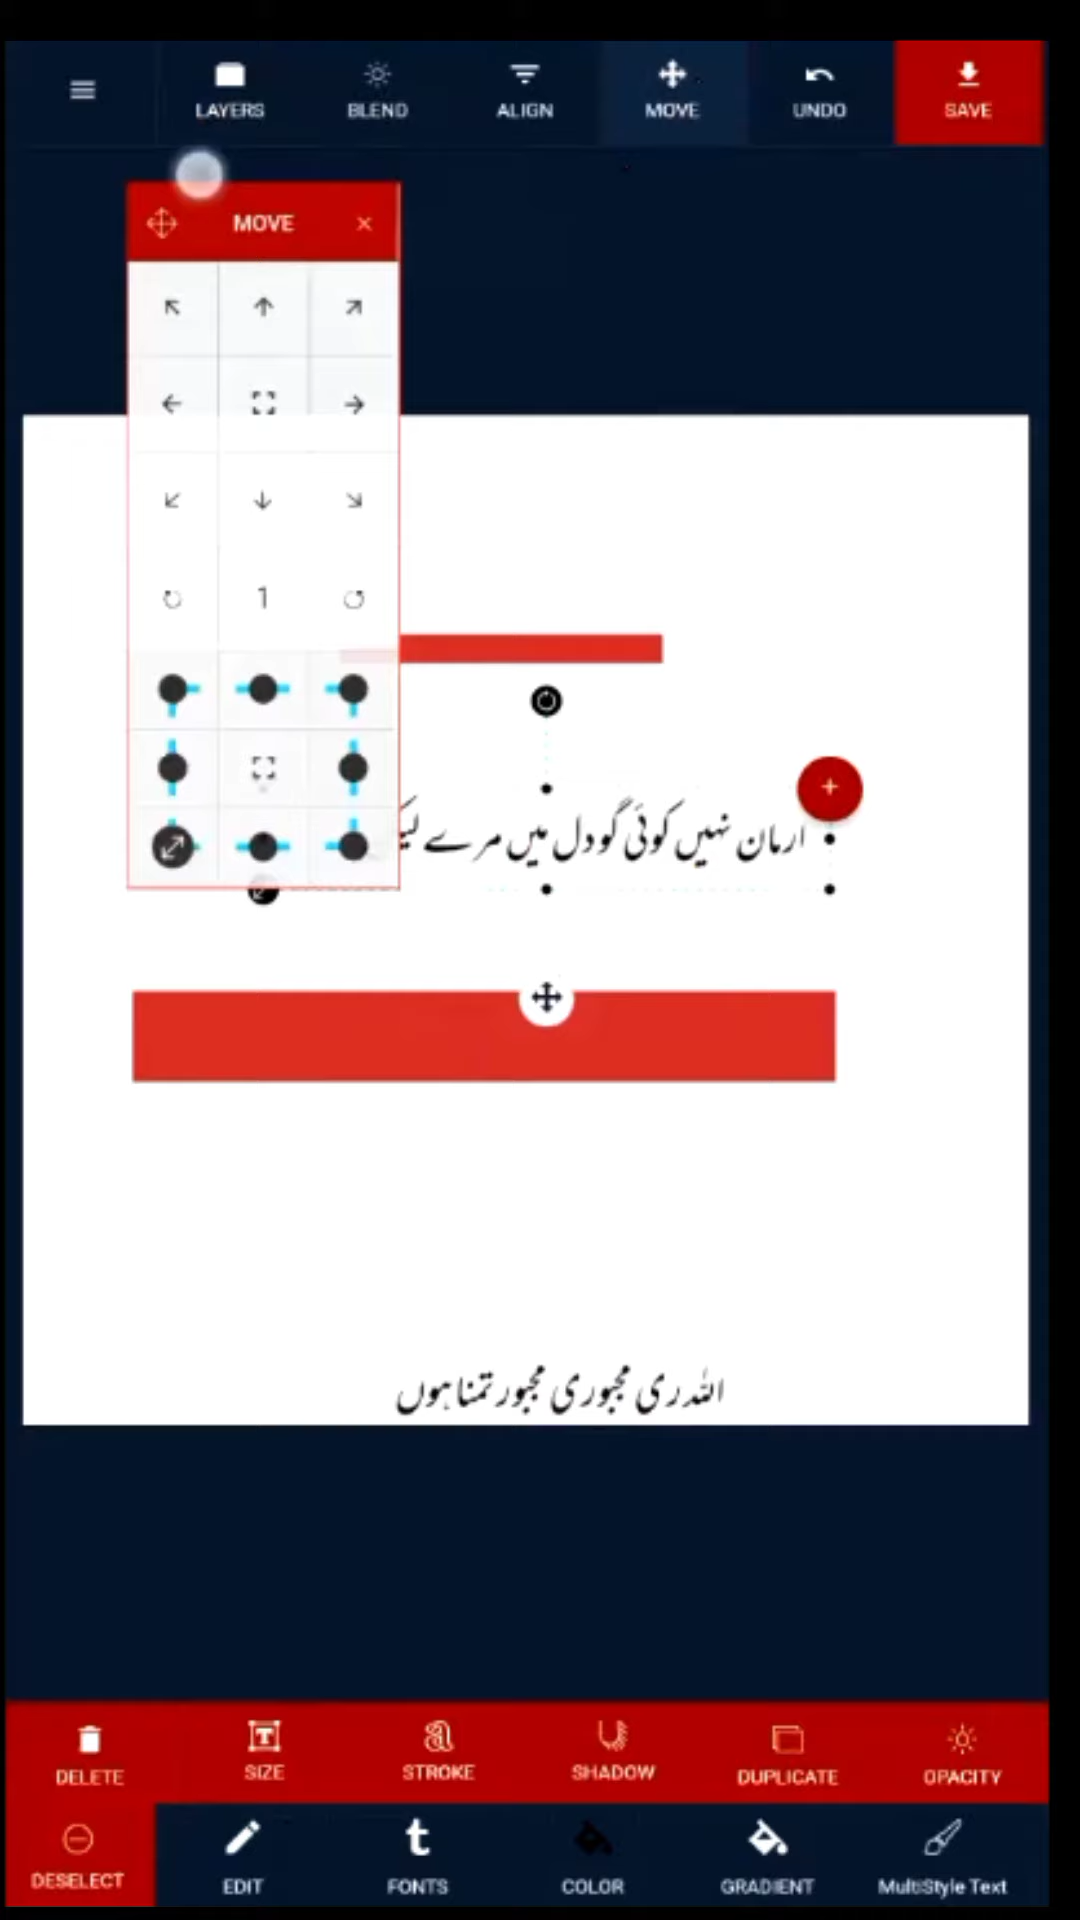 LAYERS
BLEND
ALIGN
MOVE
UNDO
SAVE
MOVE
1
ارمان نہیں کوئی گو دل میں مرے
اللہ ری مجبوری مجبور تمنا ہوں
DELETE
SIZE
STROKE
SHADOW
DUPLICATE
OPACITY
DESELECT
EDIT
FONTS
COLOR
GRADIENT
MultiStyle Text